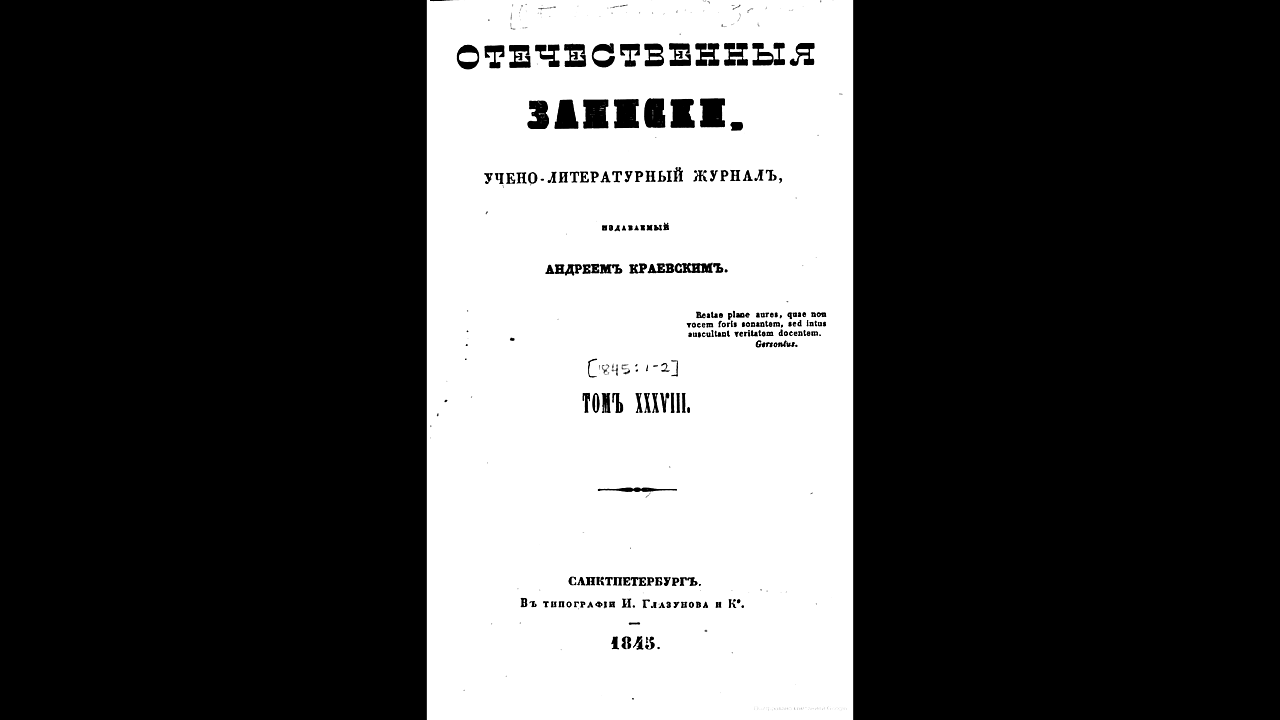 ОТЕЧЕСТВЕННЫЯ
ЗАПИСКИ,
УЧЕНО-ЛИТЕРАТУРНЫЙ ЖУРНАЛЪ,
ИЗДАВАЕМЫЙ
АНДРЕЕМЪ КРАЕВСКИМЪ.
Beatae plane aures, quae non
vocem foris sonantem, sed intus
auscultant veritatem docentem.
Gersonius.
[1845:1-2]
ТОМЪ XXXVIII.
САНКТПЕТЕРБУРГЪ.
Въ типографіи И. Глазунова и Ко.
1845.